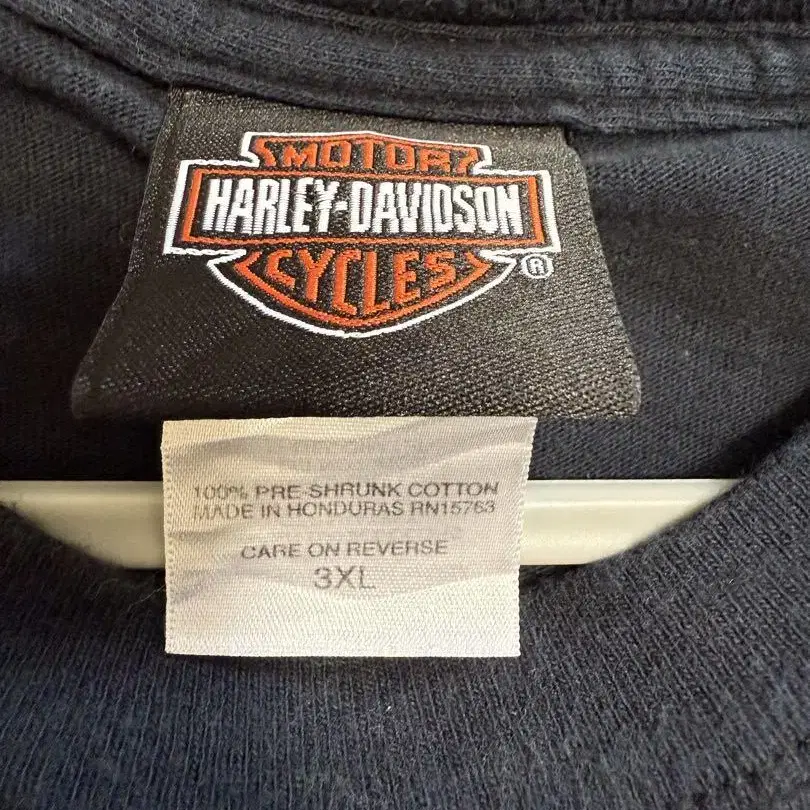 MOTOR
HARLEY-DAVIDSON
CYCLES
®
100% PRE SHRUNK COTTON
MADE IN HONDURAS RN15763
CARE ON REVERSE
3XL